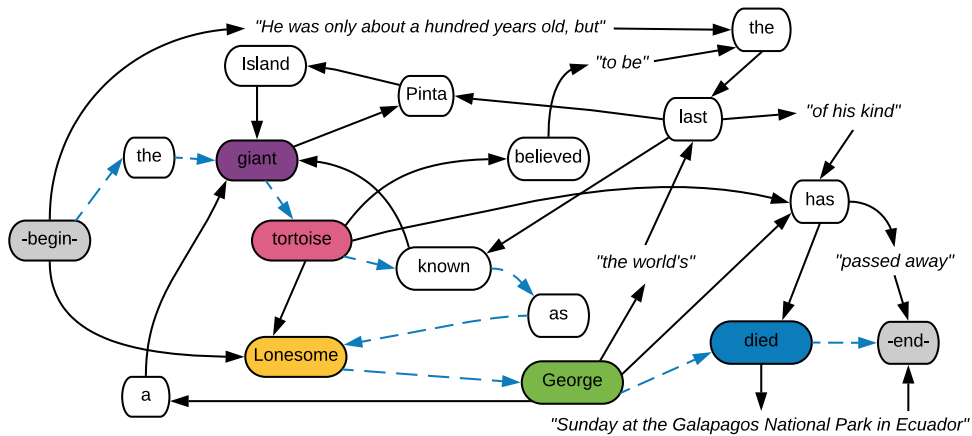 "He was only about a hundred years old, but"
the
Island
"to be"
Pinta
last
"of his kind"
the
giant
believed
has
-begin-
tortoise
known
"the world's"
"passed away"
as
Lonesome
died
-end-
George
a
"Sunday at the Galapagos National Park in Ecuador"